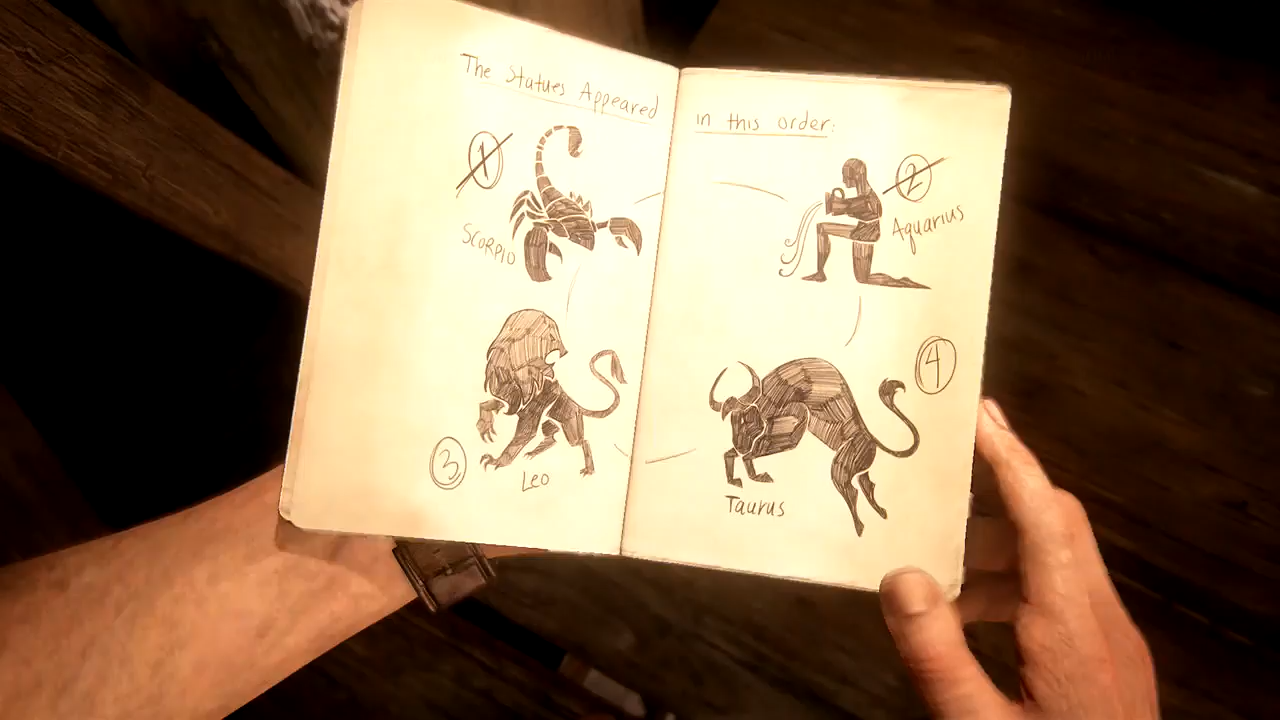 The Statues Appeared
in this order:
1
SCORPIO
2
Aquarius
3
Leo
4
Taurus